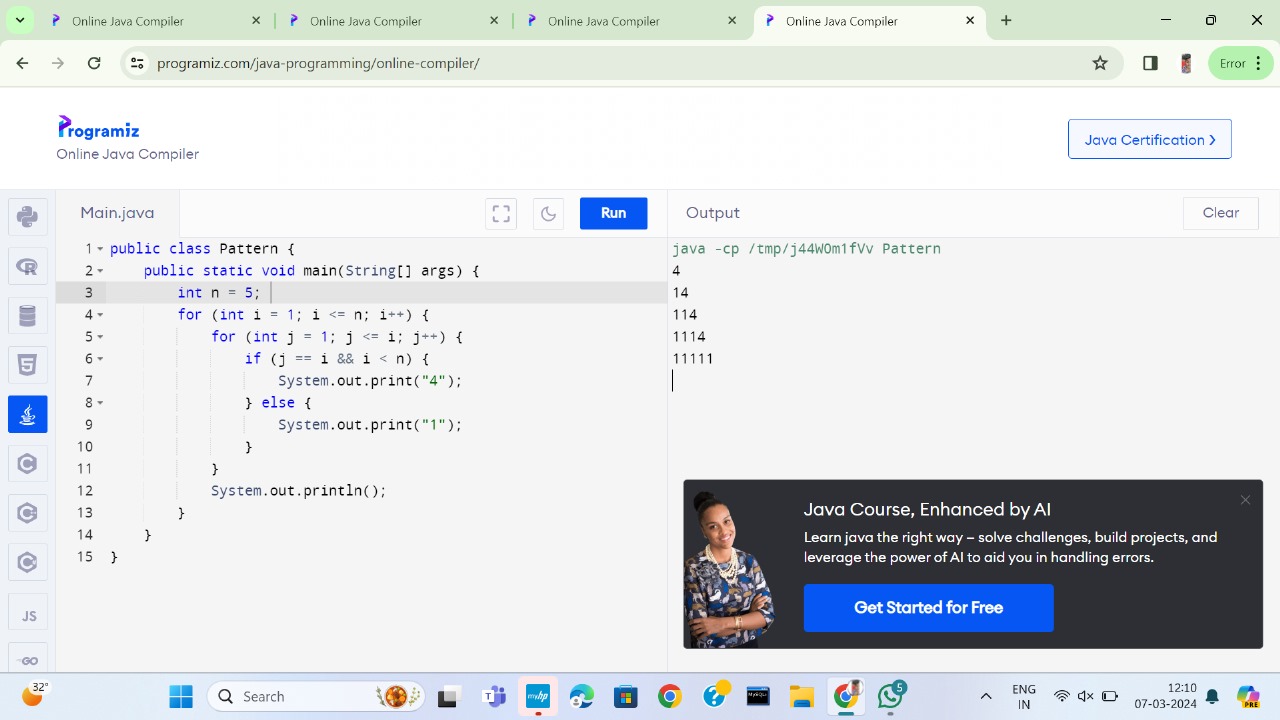 Online Java Compiler
Online Java Compiler
Online Java Compiler
Online Java Compiler
programiz.com/java-programming/online-compiler/
Error
Programiz
Online Java Compiler
Java Certification
Main.java
Run
Output
Clear
1 public class Pattern {
2 public static void main(String[] args) {
3 int n = 5;
4 for (int i = 1; i <= n; i++) {
5 for (int j = 1; j <= i; j++) {
6 if (j == i && i < n) {
7 System.out.print("4");
8 } else {
9 System.out.print("1");
10 }
11 }
12 System.out.println();
13 }
14 }
15 }
java -cp /tmp/j44WOm1fVv Pattern
4
14
114
1114
11111
JS
GO
Java Course, Enhanced by AI
Learn java the right way – solve challenges, build projects, and
leverage the power of AI to aid you in handling errors.
Get Started for Free
32°
Search
myhp
MySQL
5
ENG
IN
12:10
07-03-2024
PRE